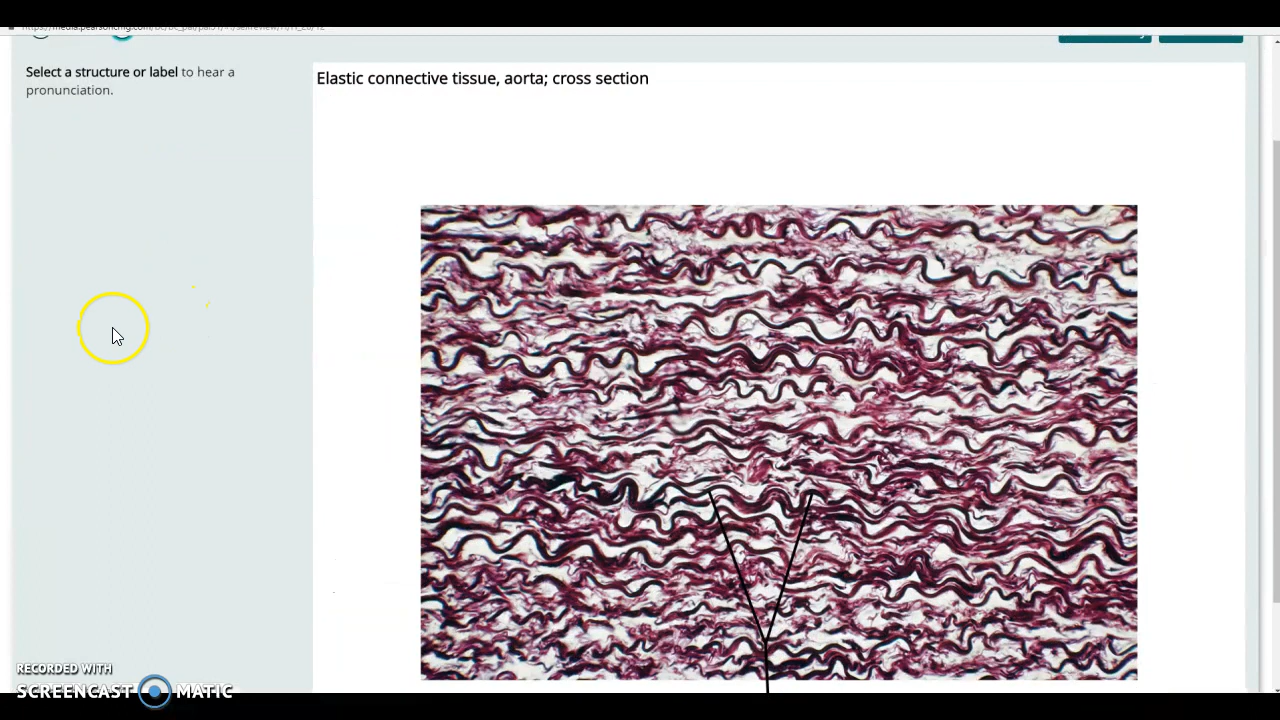 Select a structure or label to hear a
pronunciation.
Elastic connective tissue, aorta; cross section
RECORDED WITH
SCREENCAST MATIC